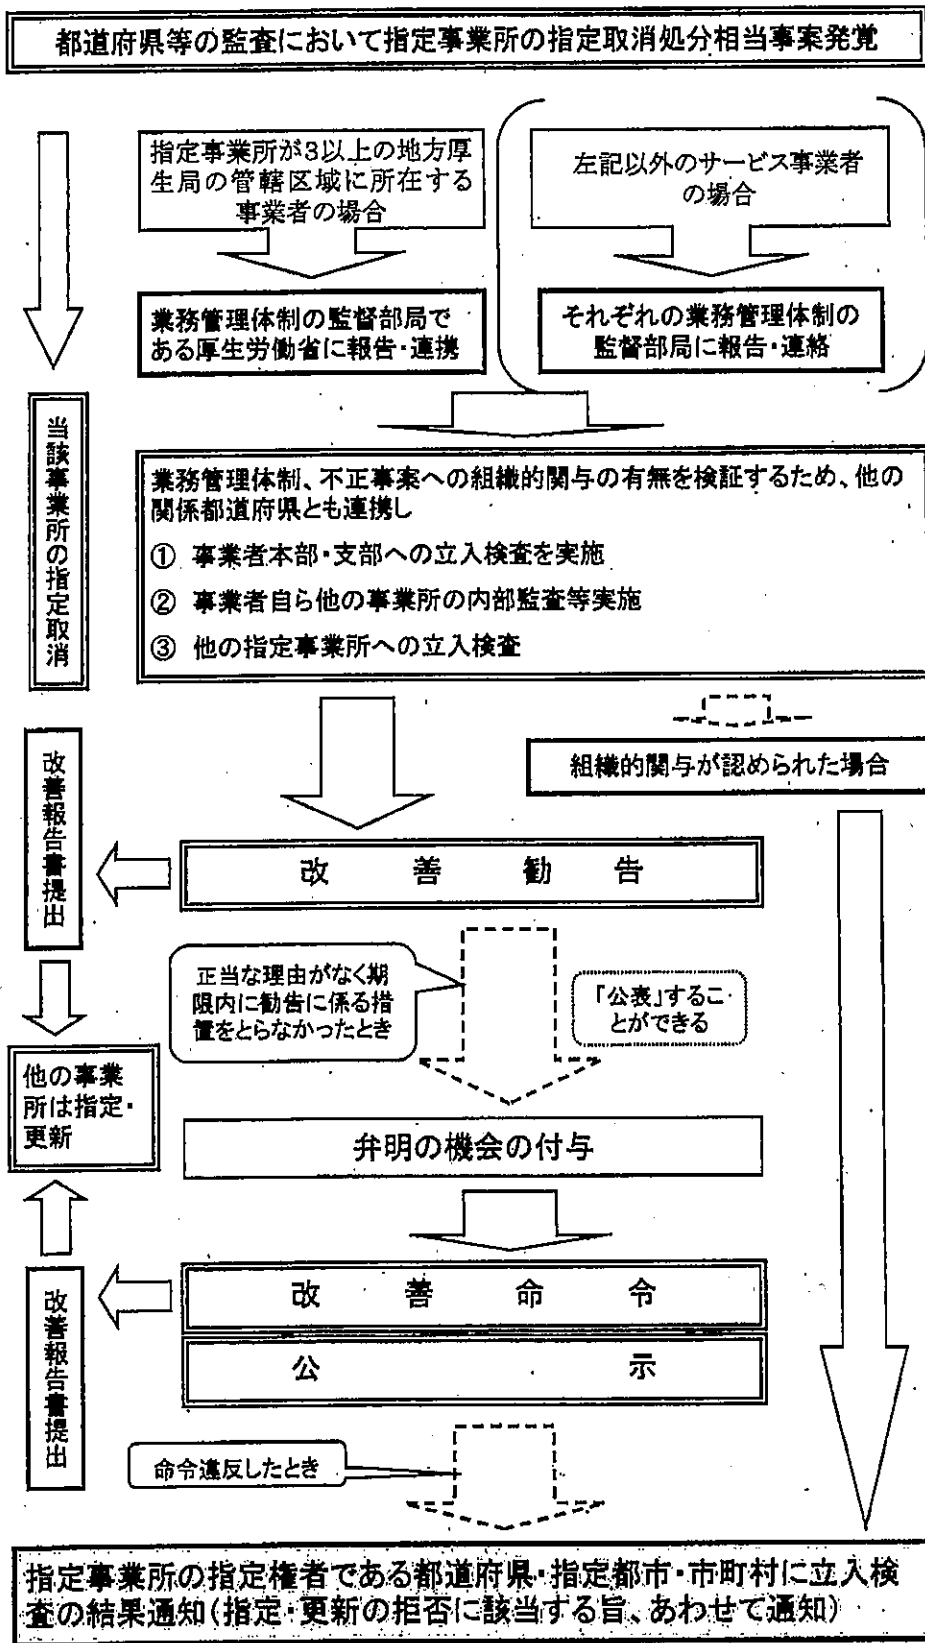 都道府県等の監査において指定事業所の指定取消処分相当事案発覚
指定事業所が3以上の地方厚
生局の管轄区域に所在する
事業者の場合
左記以外のサービス事業者
の場合
業務管理体制の監督部局で
ある厚生労働省に報告・連携
それぞれの業務管理体制の
監督部局に報告・連絡
当該事業所の指定取消
業務管理体制、不正事案への組織的関与の有無を検証するため、他の
関係都道府県とも連携し
① 事業者本部・支部への立入検査を実施
② 事業者自ら他の事業所の内部監査等実施
③ 他の指定事業所への立入検査
組織的関与が認められた場合
改善報告書提出
改善勧告
正当な理由がなく期
限内に勧告に係る措
置をとらなかったとき
「公表」するこ
とができる
他の事業
所は指定・
更新
弁明の機会の付与
改善命令
公示
改善報告書提出
命令違反したとき
指定事業所の指定権者である都道府県・指定都市・市町村に立入検
査の結果通知(指定・更新の拒否に該当する旨、あわせて通知)